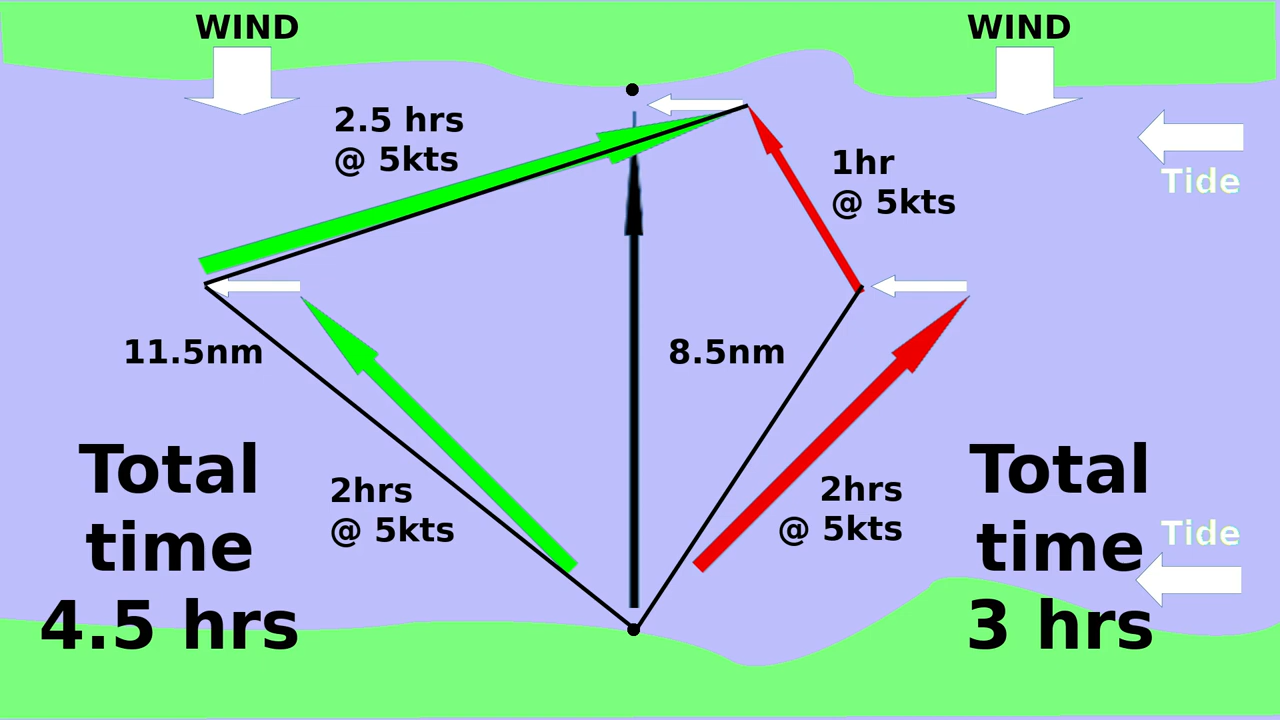 WIND
WIND
2.5 hrs
@ 5kts
1hr
@ 5kts
Tide
11.5nm
8.5nm
2hrs
@ 5kts
2hrs
@ 5kts
Total
time
4.5 hrs
Total
time
3 hrs
Tide